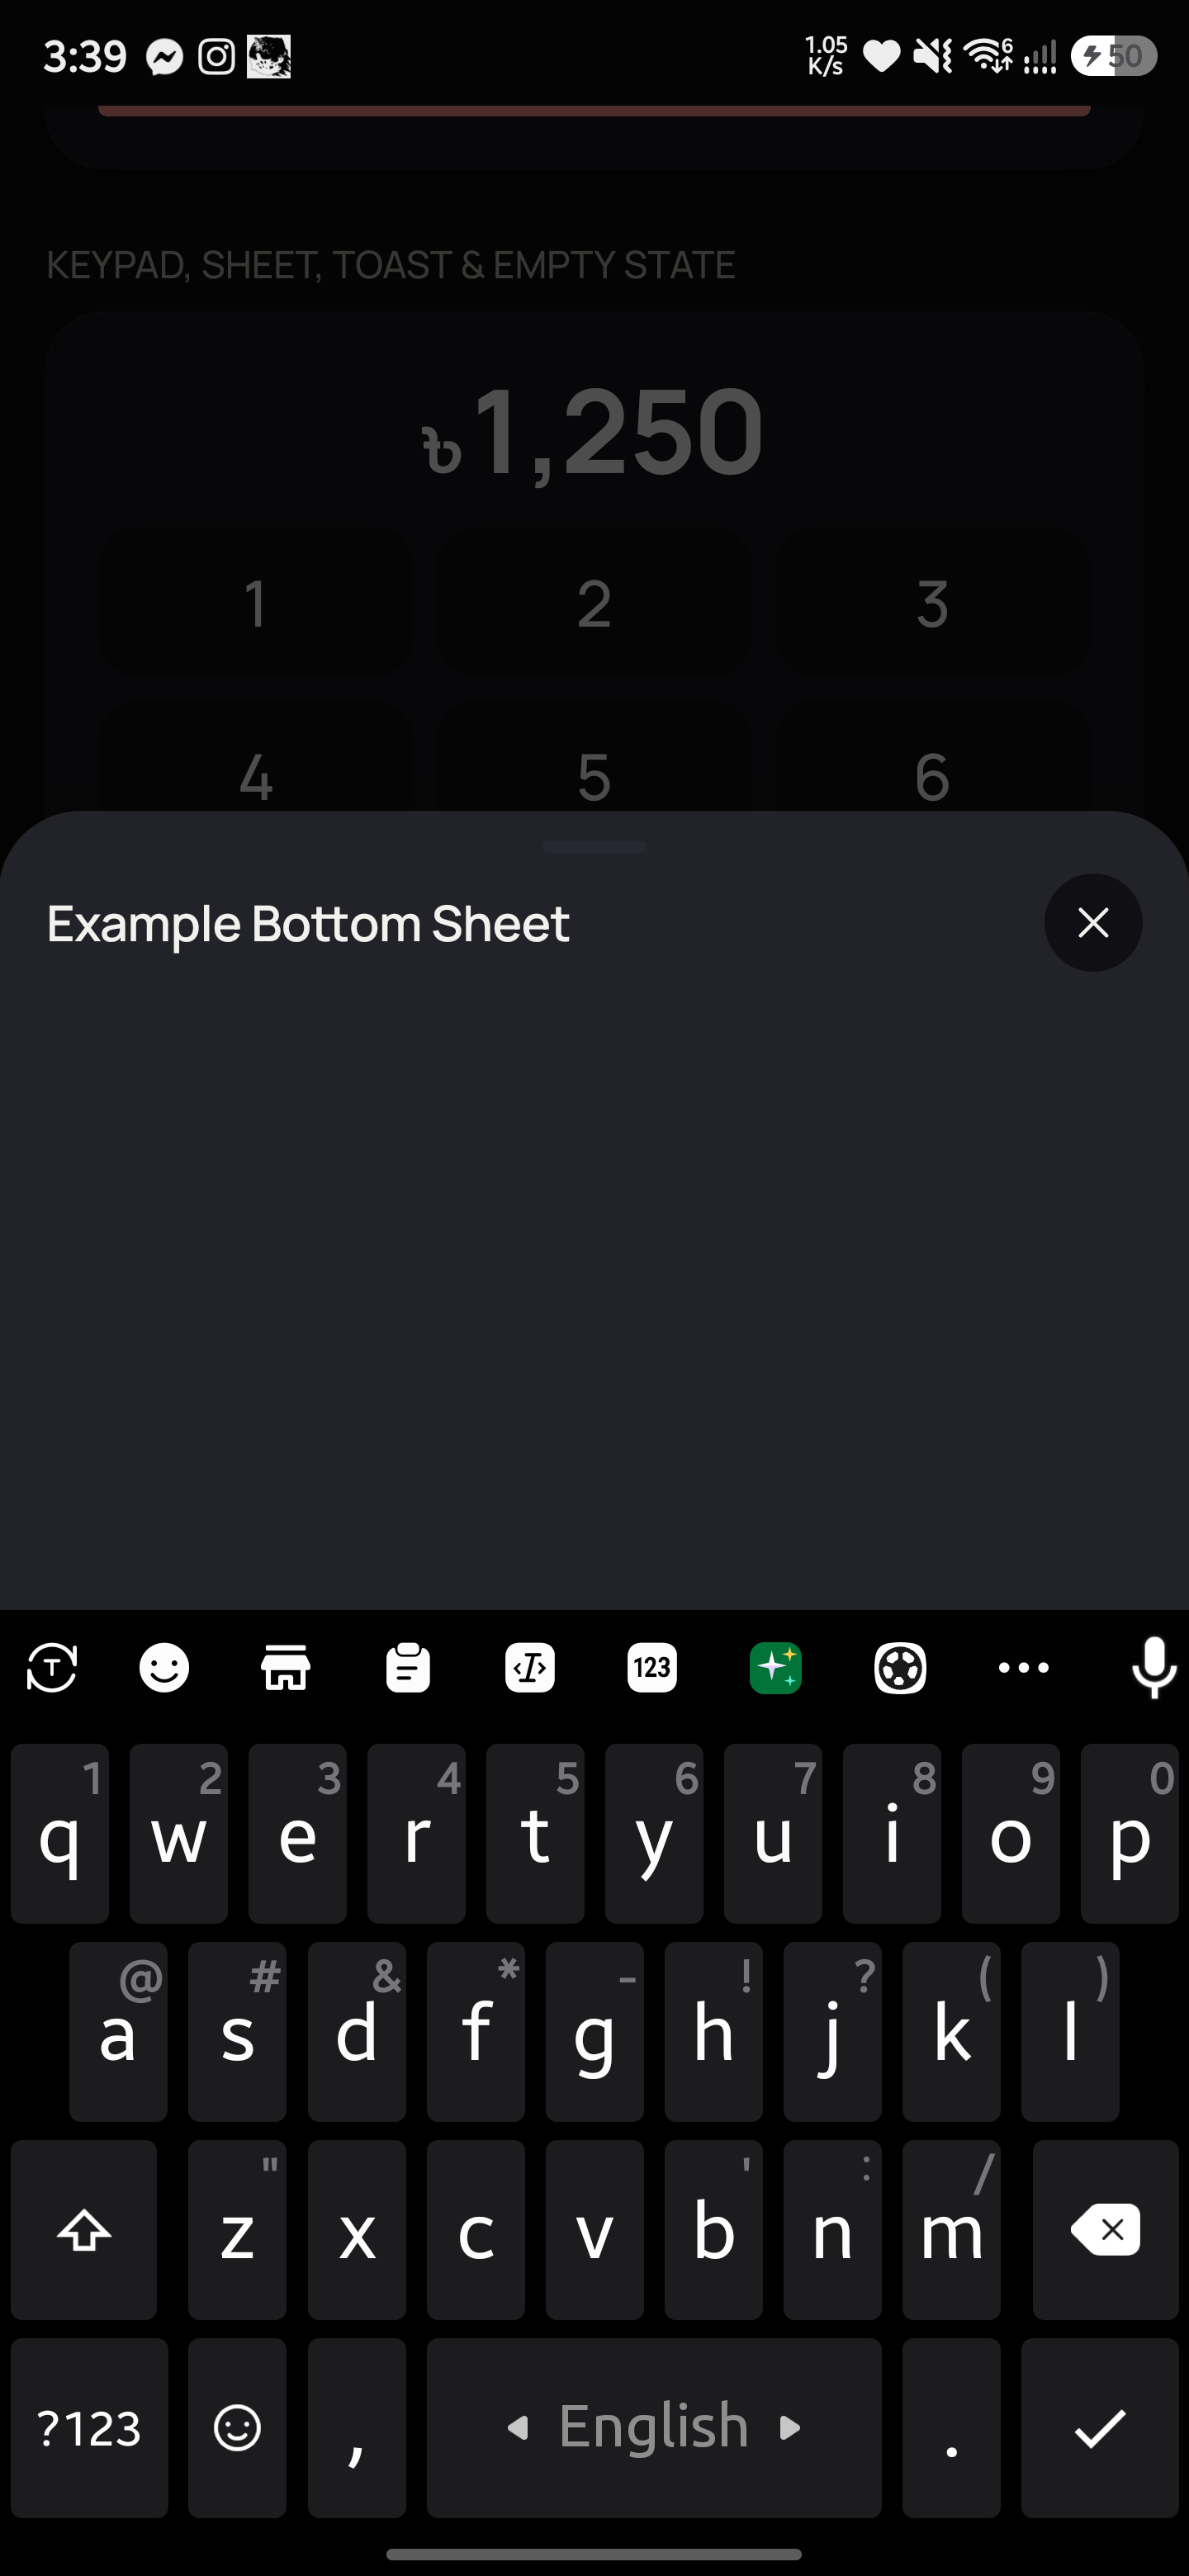 3:39
1.05
K/s
6
50
KEYPAD, SHEET, TOAST & EMPTY STATE
৳1,250
1 2 3
4 5 6
Example Bottom Sheet
T 123
1 2 3 4 5 6 7 8 9 0
q w e r t y u i o p
@ # & * - ! ? ( )
a s d f g h j k l
" ' : /
z x c v b n m
?123 , English .